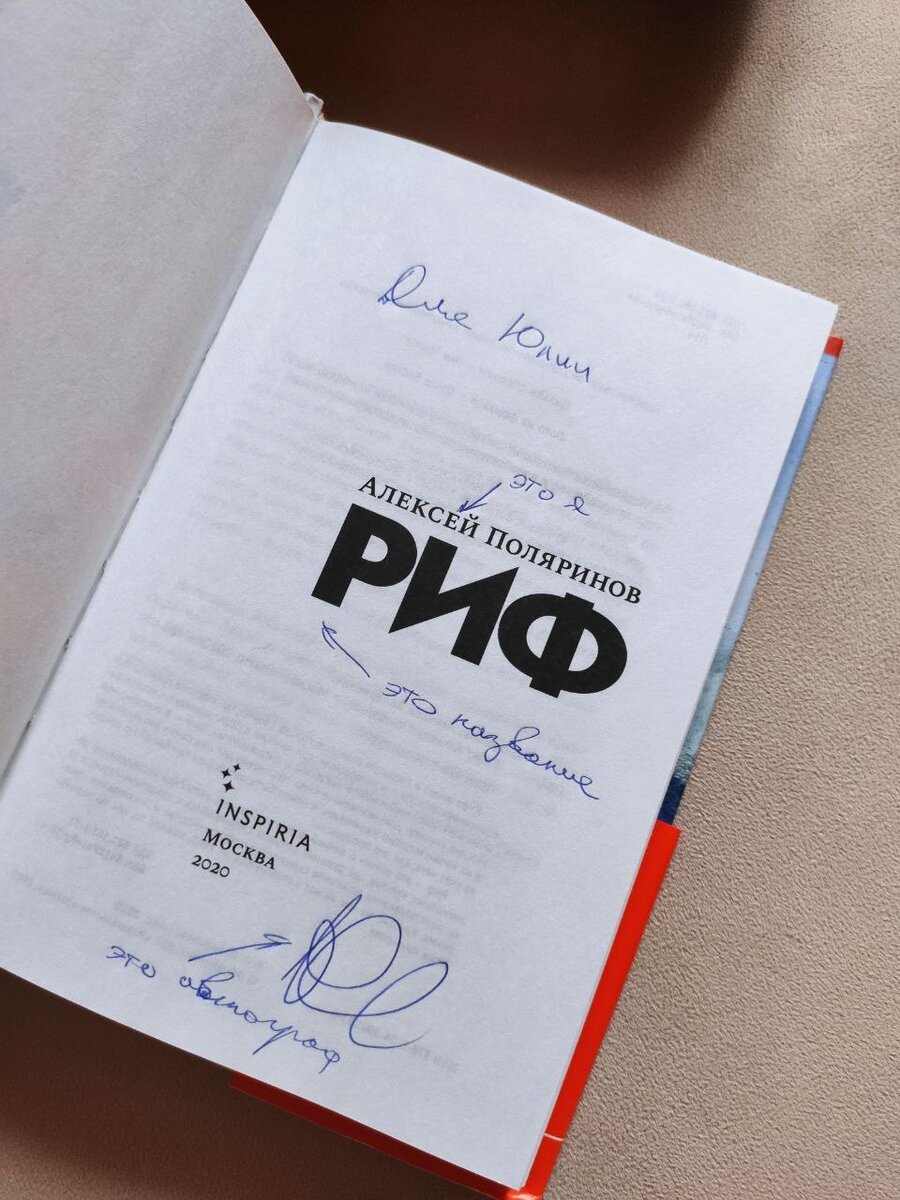 Для Юлии
это я
АЛЕКСЕЙ ПОЛЯРИНОВ
РИФ
это название
INSPIRIA
МОСКВА
2020
это автограф